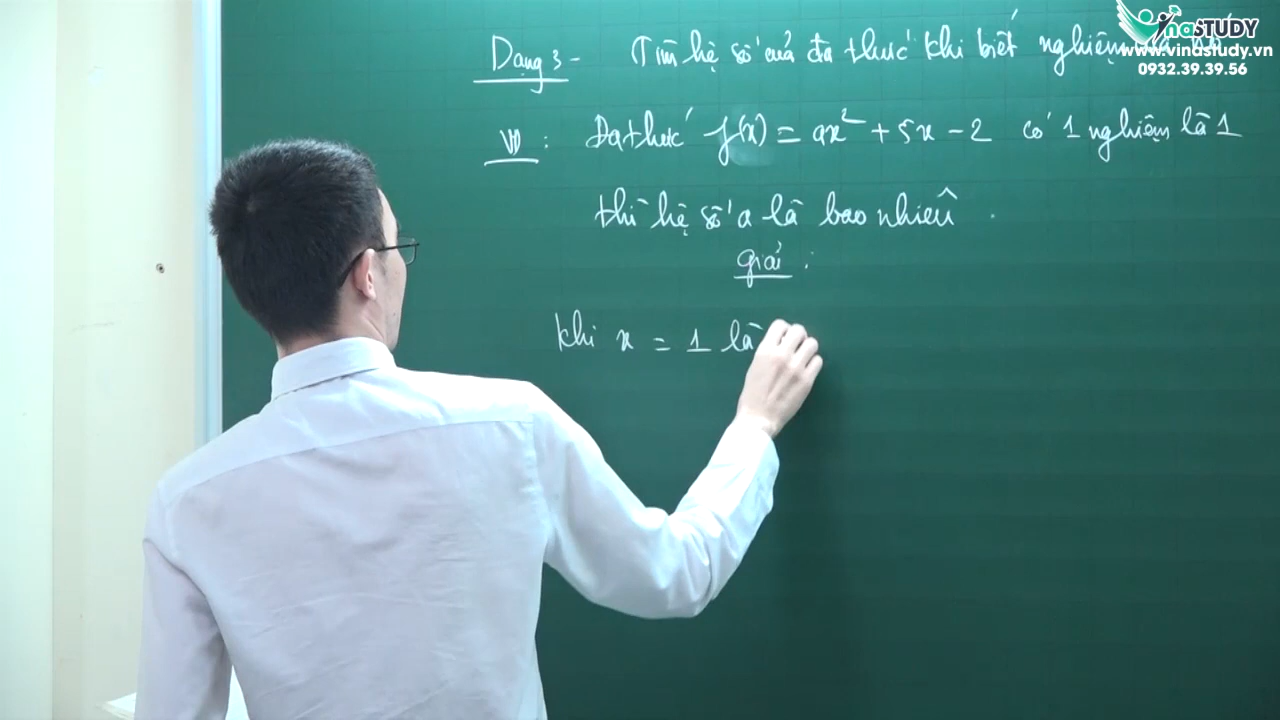 Dạng 3 - Tìm hệ số của đa thức khi biết nghiệm
VD : Đa thức f(x) = ax² + 5x - 2 có 1 nghiệm là 1
thì hệ số a là bao nhiêu .
Giải :
Khi x = 1 là
VinaSTUDY
www.vinastudy.vn
0932.39.39.56